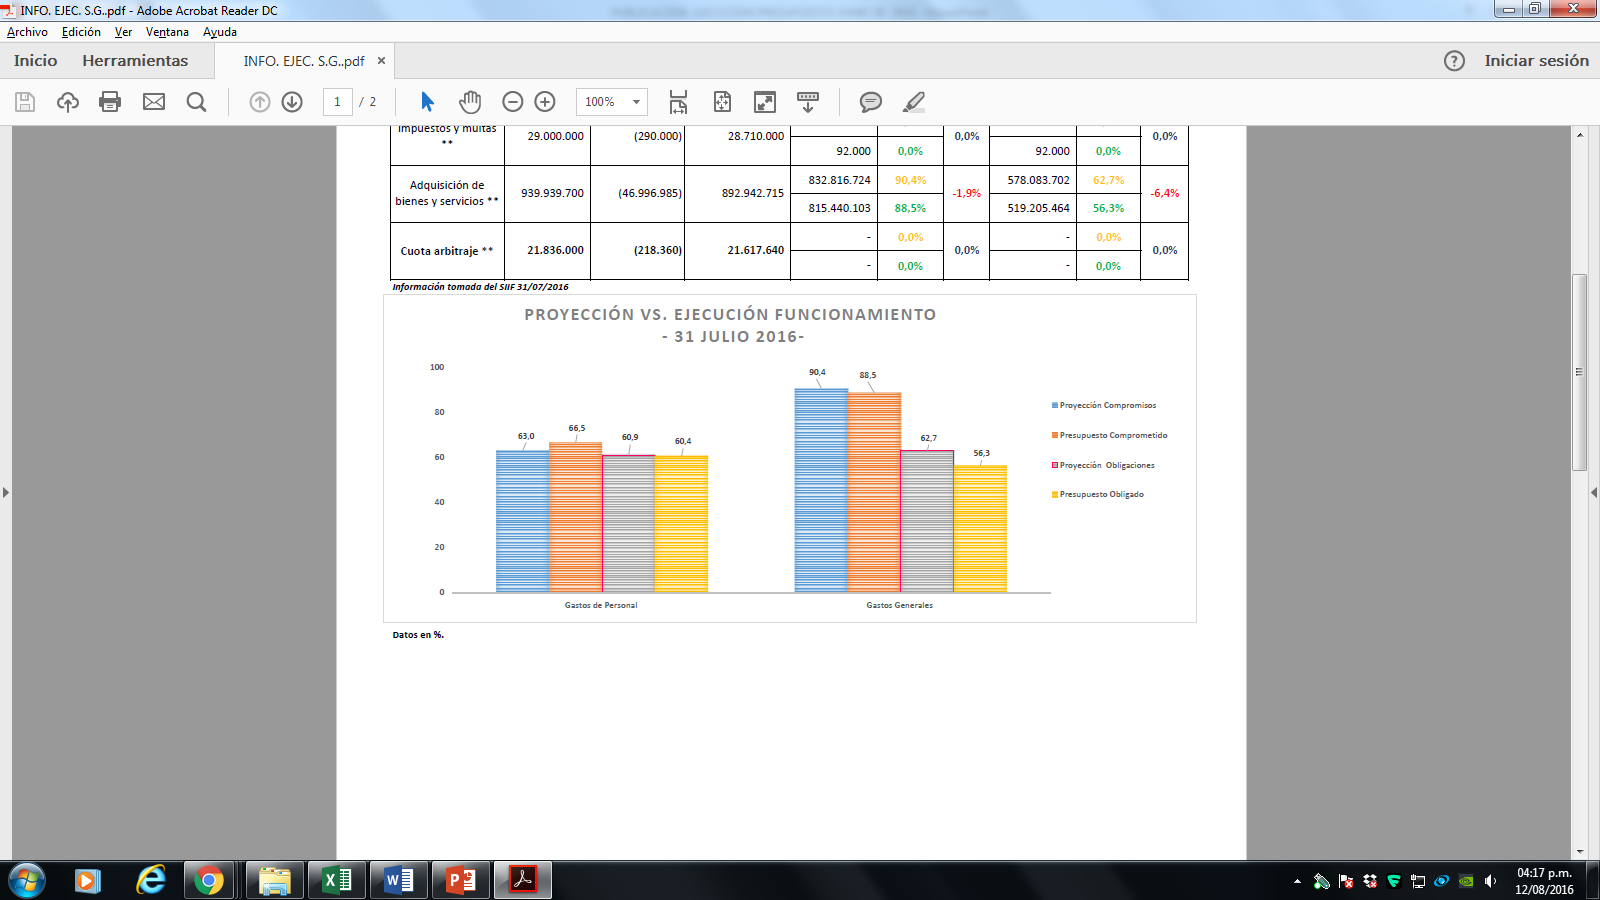 INFO. EJEC. S.G..pdf - Adobe Acrobat Reader DC
Archivo Edición Ver Ventana Ayuda
Inicio Herramientas INFO. EJEC. S.G..pdf × ? Iniciar sesión
1 / 2 100%
Impuestos y multas ** 29.000.000 (290.000) 28.710.000 0,0% 0,0%
92.000 0,0% 92.000 0,0%
Adquisición de bienes y servicios ** 939.939.700 (46.996.985) 892.942.715 832.816.724 90,4% -1,9% 578.083.702 62,7% -6,4%
815.440.103 88,5% 519.205.464 56,3%
Cuota arbitraje ** 21.836.000 (218.360) 21.617.640 - 0,0% 0,0% - 0,0% 0,0%
- 0,0% - 0,0%
Información tomada del SIIF 31/07/2016
PROYECCIÓN VS. EJECUCIÓN FUNCIONAMIENTO
- 31 JULIO 2016-
100
80
60
40
20
0
63,0 66,5 60,9 60,4
90,4 88,5 62,7 56,3
Gastos de Personal Gastos Generales
Proyección Compromisos
Presupuesto Comprometido
Proyección Obligaciones
Presupuesto Obligado
Datos en %.
04:17 p.m.
12/08/2016